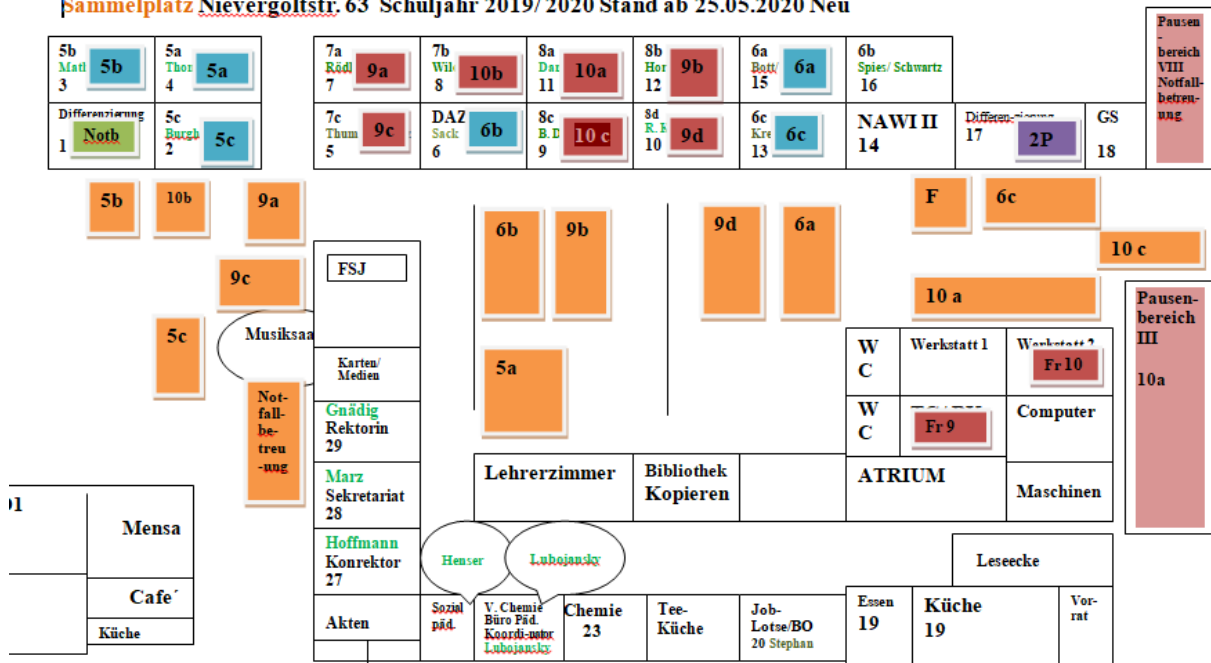 Sammelplatz Nievergoltstr. 63 Schuljahr 2019/ 2020 Stand ab 25.05.2020 Neu
Pausen
-
bereich
VIII
Notfall-
betreu-
ung
5b
5b
3
5a
5a
4
7a
9a
7
7b
10b
8
8a
10a
11
8b
9b
12
6a
Bott/
6a
15
6b
Spies/ Schwartz
16
Differenzierung
Notb
1
5c
5c
2
7c
Thum
9c
5
DAZ
Sack
6b
6
8c
10 c
9
8d
9d
10
6c
Kre
6c
13
NAWI II
14
17
2P
GS
18
5b
10b
9a
6b
9b
9d
6a
F
6c
10 c
9c
10 a
5c
5a
FSJ
Musiksaa
Karten/
Medien
Not-
fall-
be-
treu
-ung
Gnädig
Rektorin
29
Marz
Sekretariat
28
Hoffmann
Konrektor
27
Akten
Pausen-
bereich
III
10a
W
C
Werkstatt 1
Werkstatt 2
Fr 10
W
C
Fr 9
Computer
ATRIUM
Maschinen
Lehrerzimmer
Bibliothek
Kopieren
Mensa
Cafe´
Küche
Henser
Lubojansky
Leseecke
Sozial
päd.
V. Chemie
Büro Päd.
Koordi-nator
Lubojansky
Chemie
23
Tee-
Küche
Job-
Lotse/BO
20 Stephan
Essen
19
Küche
19
Vor-
rat